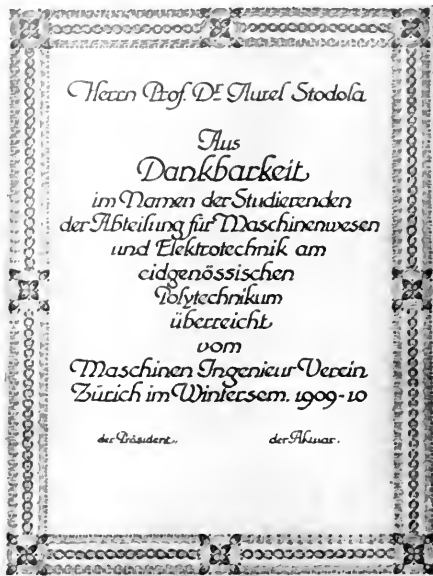 Herrn Prof. Dr. Aurel Stodola
Aus
Dankbarkeit
im Namen der Studierenden
der Abteilung für Maschinenwesen
und Elektrotechnik am
eidgenössischen
Polytechnikum
überreicht
vom
Maschinen Ingenieur Verein
Zürich im Wintersem. 1909-10
der Präsident. der Aktuar.